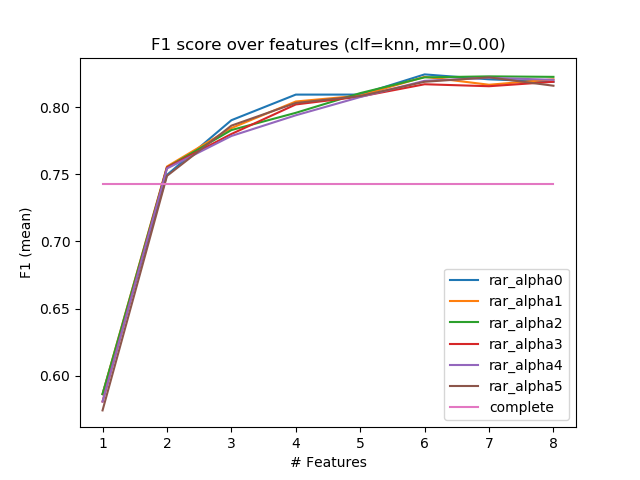 F1 score over features (clf=knn, mr=0.00)
F1 (mean)
0.80
0.75
0.70
0.65
0.60
1 2 3 4 5 6 7 8
# Features
rar_alpha0
rar_alpha1
rar_alpha2
rar_alpha3
rar_alpha4
rar_alpha5
complete